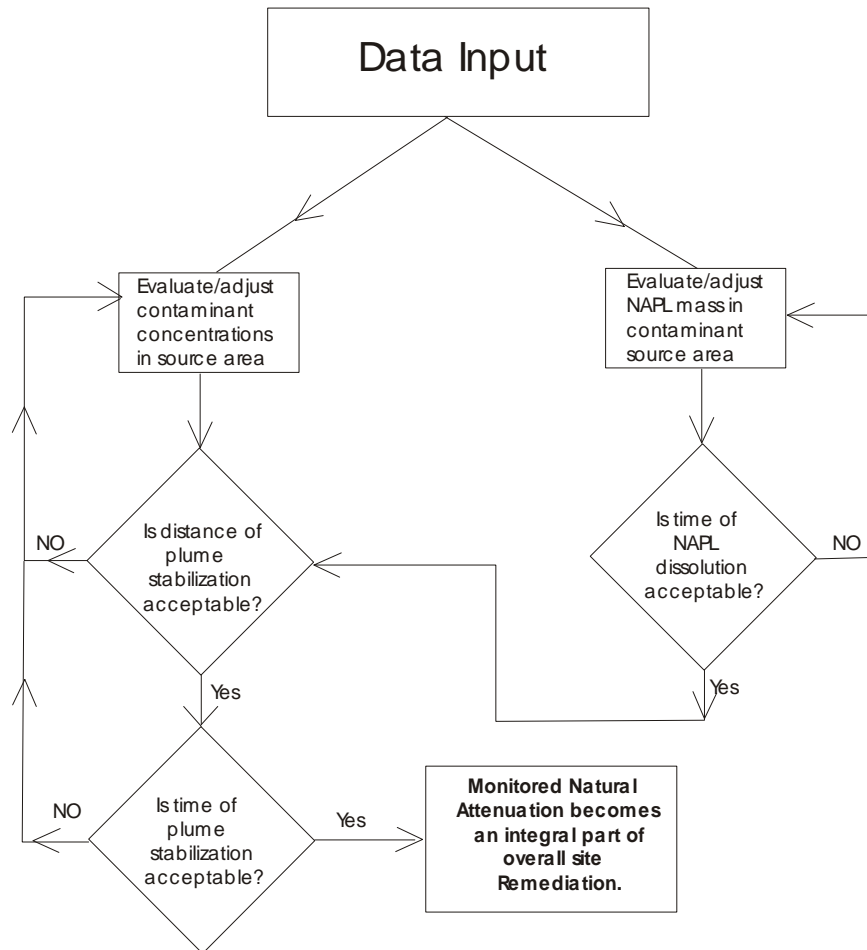 Data Input
Evaluate/adjust
contaminant
concentrations
in source area
Evaluate/adjust
NAPL mass in
contaminant
source area
Is distance of
plume
stabilization
acceptable?
NO
Yes
Is time of
NAPL
dissolution
acceptable?
NO
Yes
Is time of
plume
stabilization
acceptable?
NO
Yes
Monitored Natural
Attenuation becomes
an integral part of
overall site
Remediation.